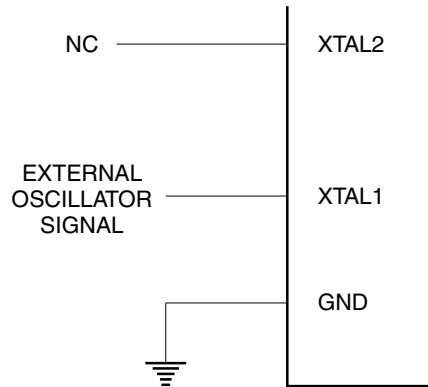 NC
XTAL2
EXTERNAL
OSCILLATOR
SIGNAL
XTAL1
GND